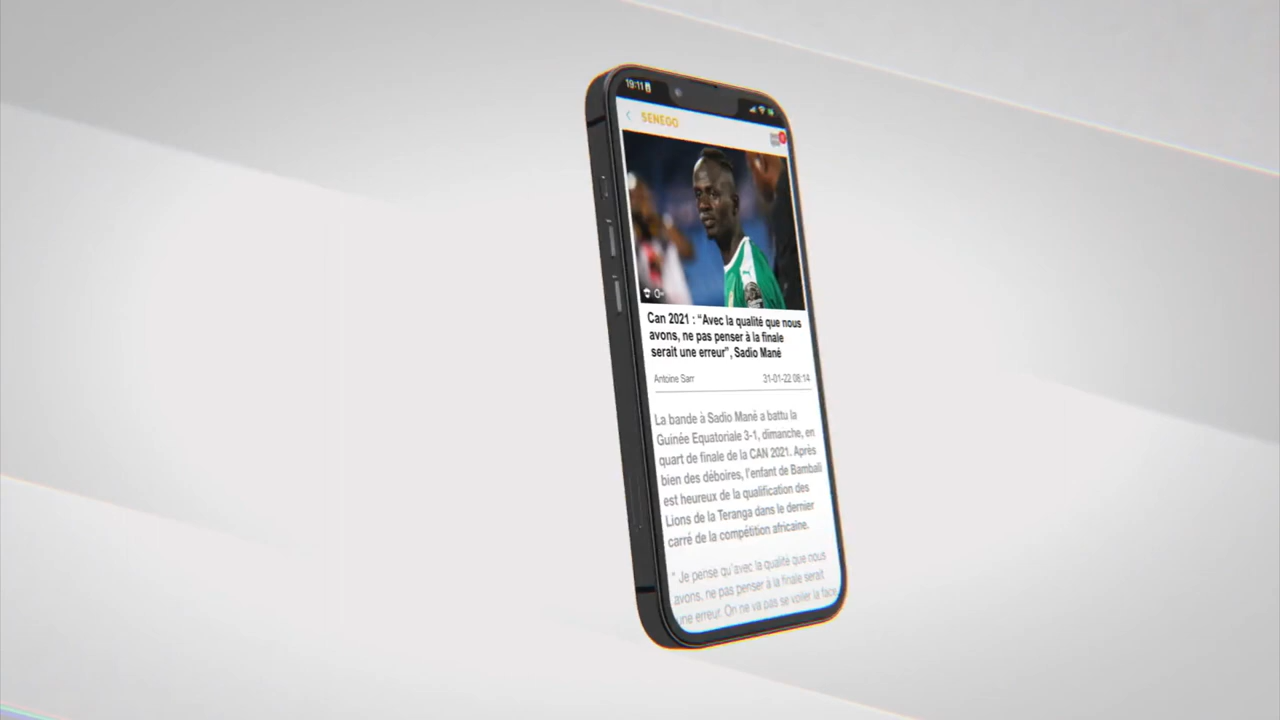 19:11
SENEGO
Can 2021 : “Avec la qualité que nous
avons, ne pas penser à la finale
serait une erreur”, Sadio Mané
Antoine Sarr 31-01-22 08:14
La bande à Sadio Mané a battu la
Guinée Equatoriale 3-1, dimanche, en
quart de finale de la CAN 2021. Après
bien des déboires, l'enfant de Bambali
est heureux de la qualification des
Lions de la Teranga dans le dernier
carré de la compétition africaine.
" Je pense qu'avec la qualité que nous
avons, ne pas penser à la finale serait
une erreur. On ne va pas se voiler la face